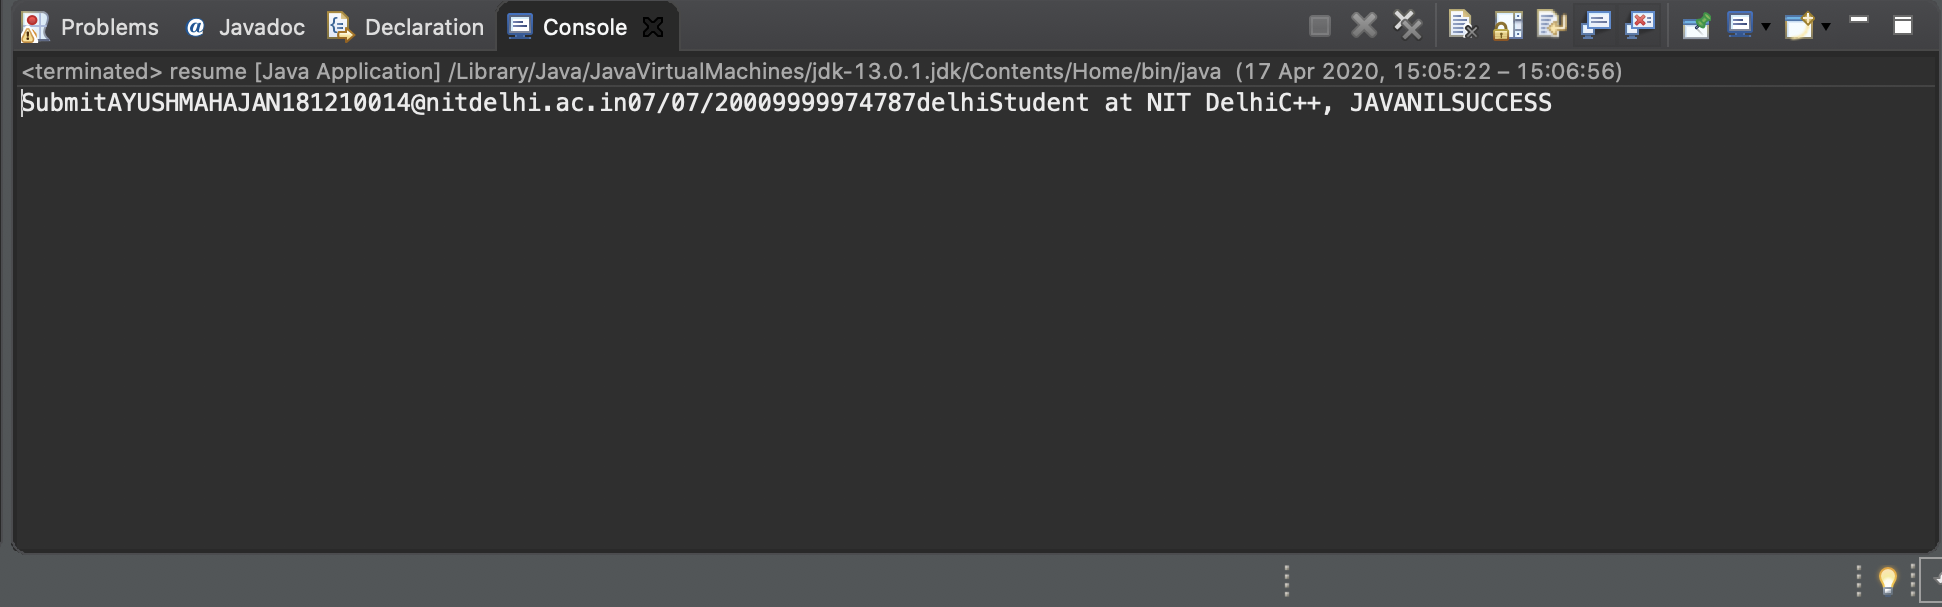 Problems @ Javadoc Declaration Console
<terminated> resume [Java Application] /Library/Java/JavaVirtualMachines/jdk-13.0.1.jdk/Contents/Home/bin/java (17 Apr 2020, 15:05:22 – 15:06:56)
SubmitAYUSHMAHAJAN181210014@nitdelhi.ac.in07/07/20009999974787delhiStudent at NIT DelhiC++, JAVANILSUCCESS